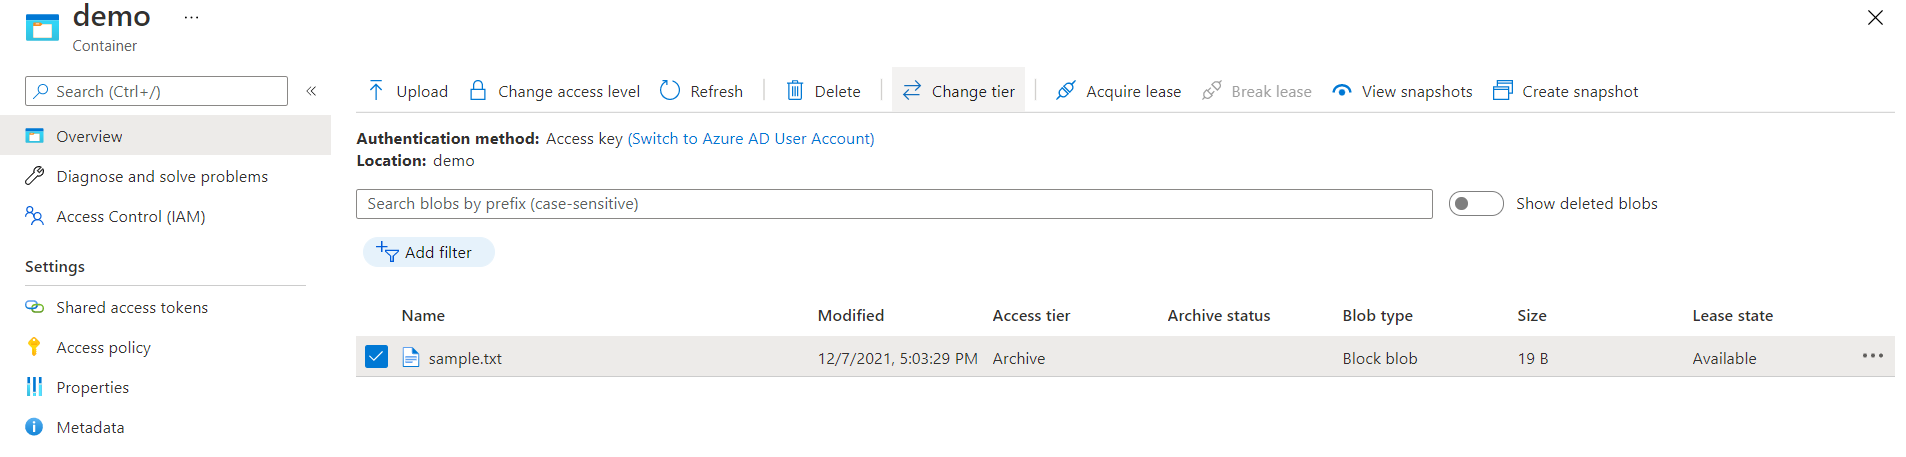 demo ...
Container
Search (Ctrl+/) «
Upload Change access level Refresh Delete Change tier Acquire lease Break lease View snapshots Create snapshot
Overview
Authentication method: Access key (Switch to Azure AD User Account)
Location: demo
Diagnose and solve problems
Search blobs by prefix (case-sensitive) Show deleted blobs
Access Control (IAM)
Add filter
Settings
Shared access tokens
Name Modified Access tier Archive status Blob type Size Lease state
Access policy
sample.txt 12/7/2021, 5:03:29 PM Archive Block blob 19 B Available ...
Properties
Metadata